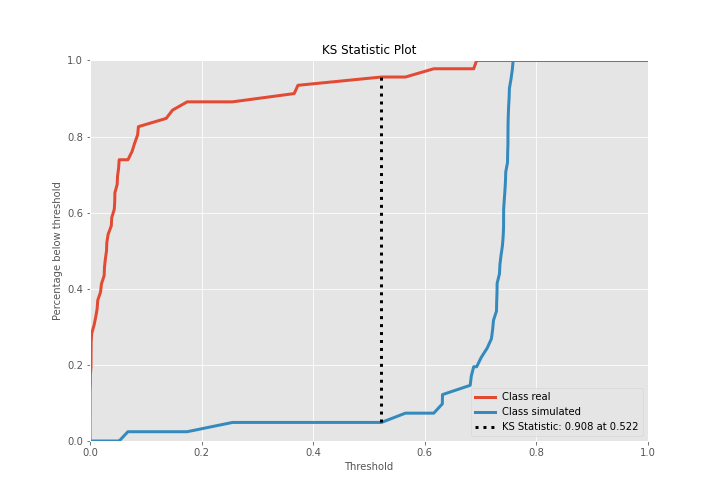 KS Statistic Plot
1.0
0.8
0.6
0.4
0.2
0.0
Percentage below threshold
0.0 0.2 0.4 0.6 0.8 1.0
Threshold
Class real
Class simulated
KS Statistic: 0.908 at 0.522